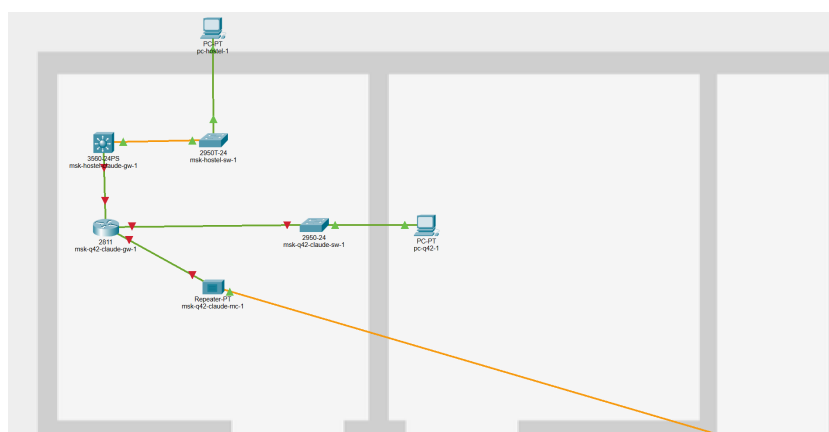 PC-PT
pc-hostel-1
3560-24PS
msk-hostel-claude-gw-1
2950T-24
msk-hostel-sw-1
2811
msk-q42-claude-gw-1
2950-24
msk-q42-claude-sw-1
PC-PT
pc-q42-1
Repeater-PT
msk-q42-claude-mc-1